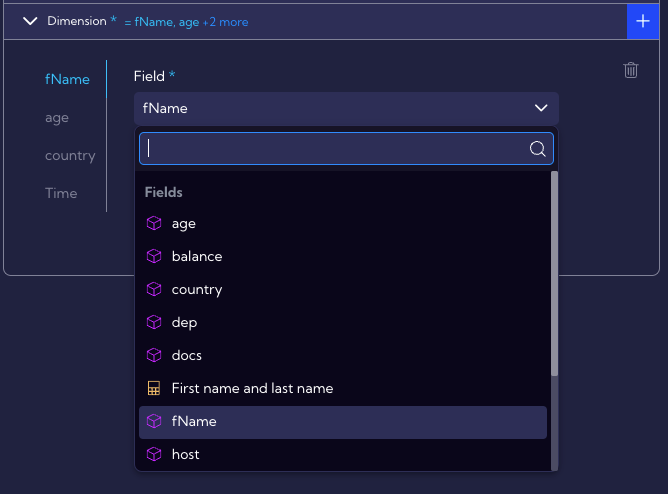 Dimension * = fName, age +2 more
fName
age
country
Time
Field *
fName
Fields
age
balance
country
dep
docs
First name and last name
fName
host